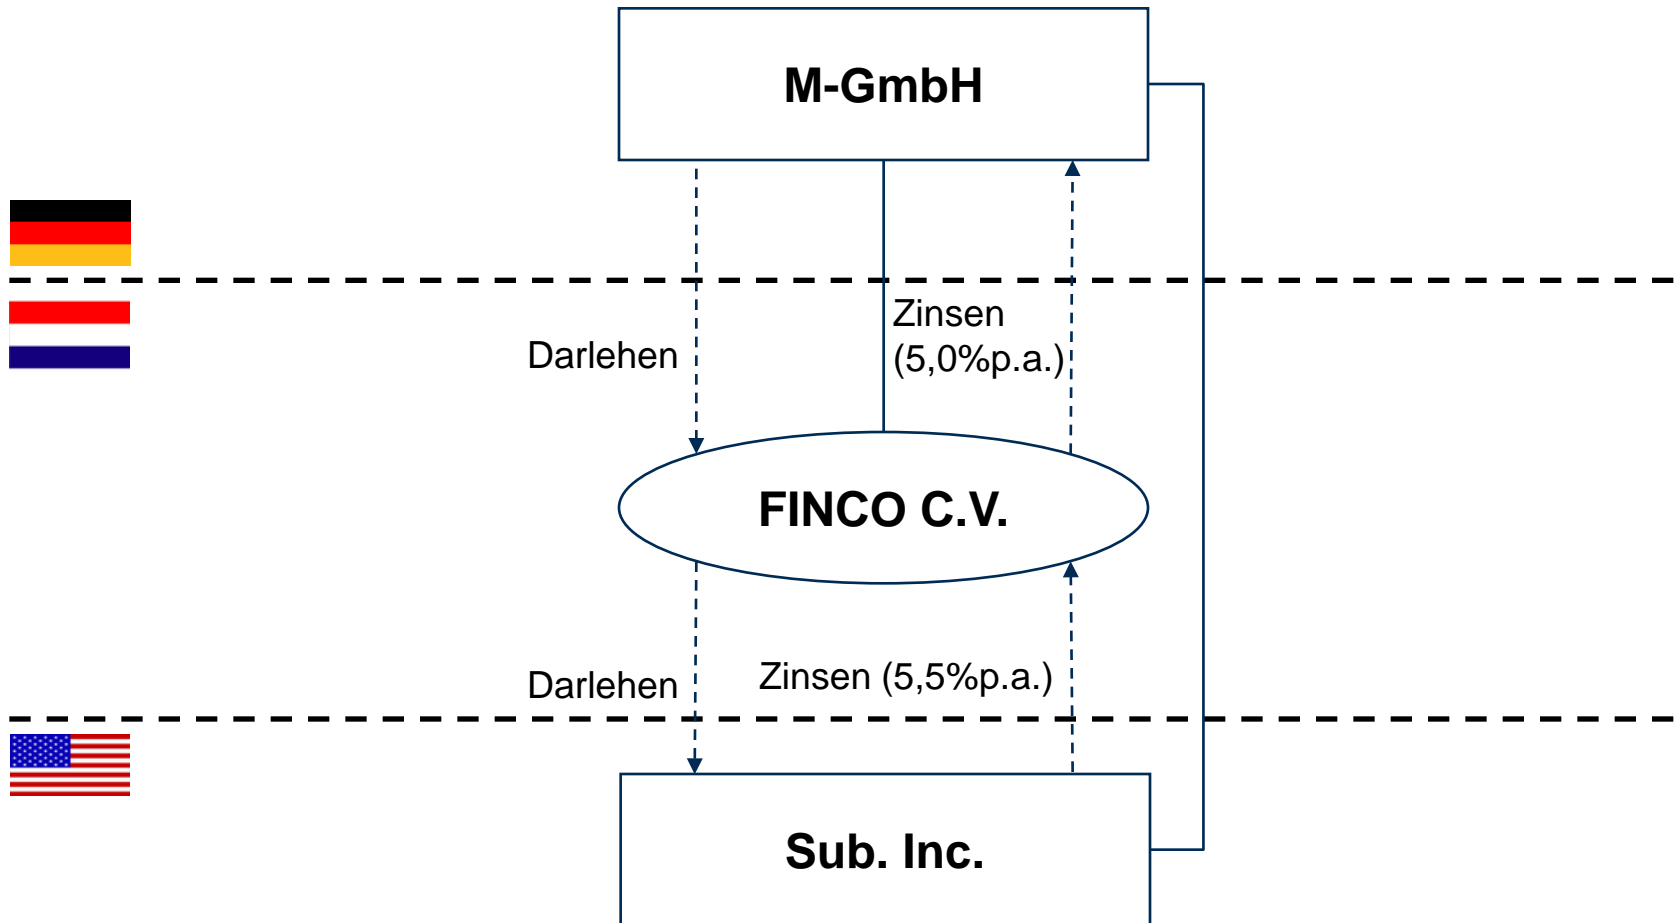 M-GmbH
Zinsen
(5,0%p.a.)
Darlehen
FINCO C.V.
Zinsen (5,5%p.a.)
Darlehen
Sub. Inc.